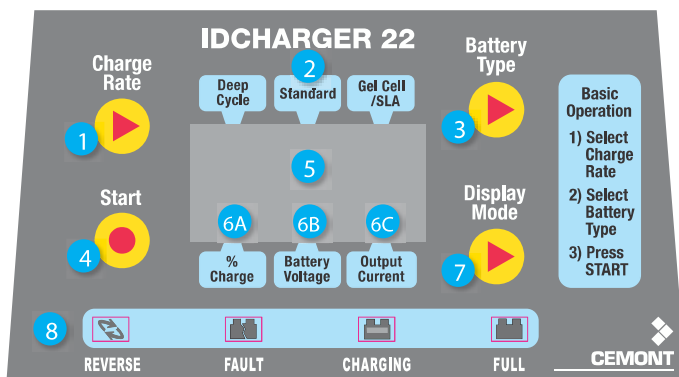 IDCHARGER 22
Charge
Rate
1
2
Deep
Cycle
Standard
Gel Cell
/SLA
Battery
Type
3
5
Start
4
6A
6B
6C
%
Charge
Battery
Voltage
Output
Current
Display
Mode
7
Basic
Operation
1) Select
Charge
Rate
2) Select
Battery
Type
3) Press
START
8
REVERSE
FAULT
CHARGING
FULL
CEMONT